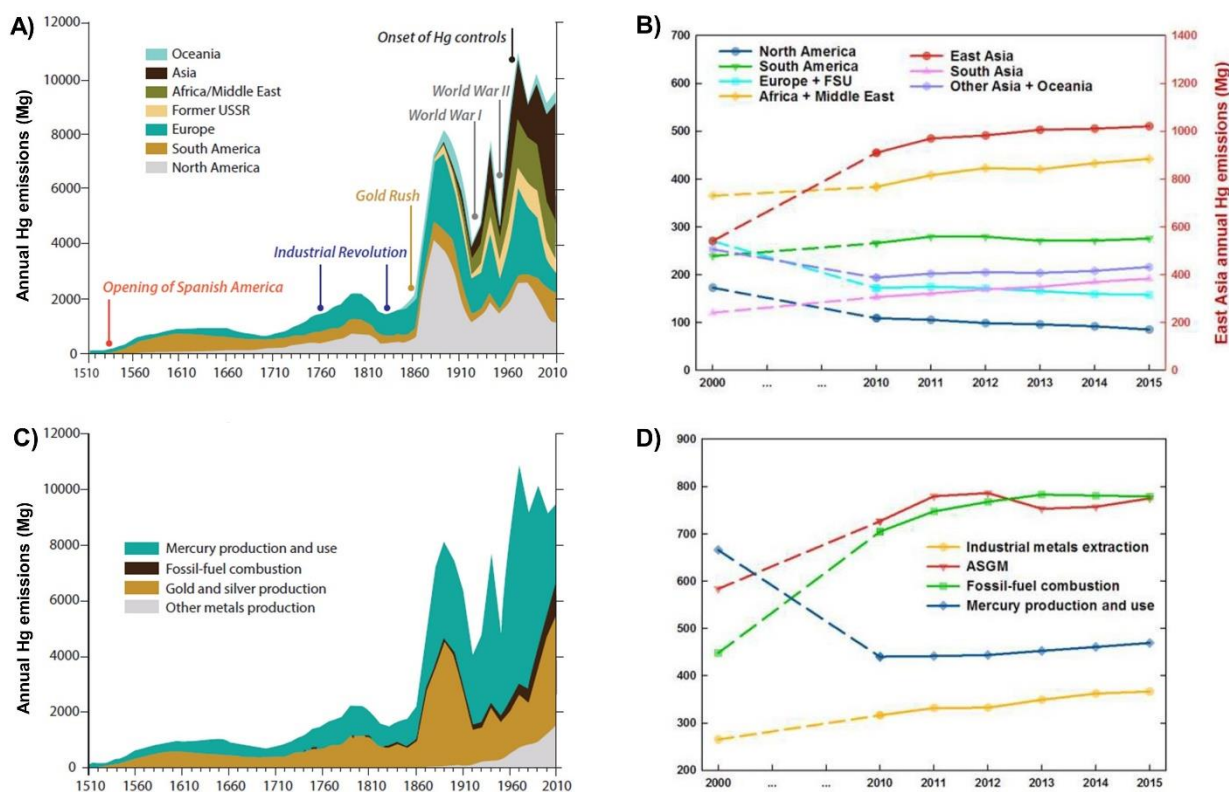 A)
Annual Hg emissions (Mg)
12000
10000
8000
6000
4000
2000
0
Oceania
Asia
Africa/Middle East
Former USSR
Europe
South America
North America
Onset of Hg controls
World War II
World War I
Gold Rush
Industrial Revolution
Opening of Spanish America
1510 1560 1610 1660 1710 1760 1810 1860 1910 1960 2010
B)
Annual Hg emissions (Mg)
700
600
500
400
300
200
100
0
North America
South America
Europe + FSU
Africa + Middle East
East Asia
South Asia
Other Asia + Oceania
1400
1200
1000
800
600
400
200
0
East Asia annual Hg emissions (Mg)
2000 ... ... 2010 2011 2012 2013 2014 2015
C)
Annual Hg emissions (Mg)
12000
10000
8000
6000
4000
2000
0
Mercury production and use
Fossil-fuel combustion
Gold and silver production
Other metals production
1510 1560 1610 1660 1710 1760 1810 1860 1910 1960 2010
D)
900
800
700
600
500
400
300
200
Industrial metals extraction
ASGM
Fossil-fuel combustion
Mercury production and use
2000 ... ... 2010 2011 2012 2013 2014 2015